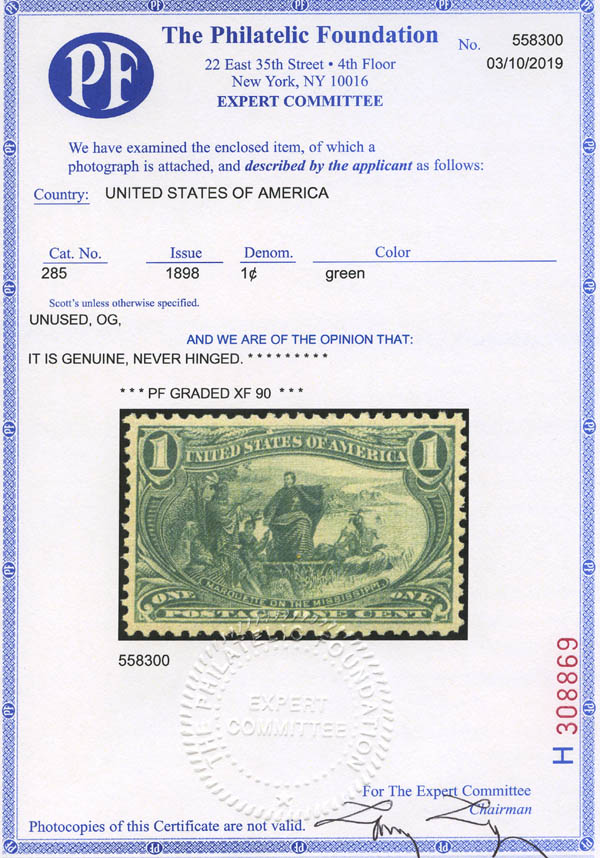 PF
The Philatelic Foundation
22 East 35th Street • 4th Floor
New York, NY 10016
EXPERT COMMITTEE
No. 558300
03/10/2019
We have examined the enclosed item, of which a
photograph is attached, and described by the applicant as follows:
Country: UNITED STATES OF AMERICA
Cat. No. Issue Denom. Color
285 1898 1¢ green
Scott's unless otherwise specified.
UNUSED, OG,
AND WE ARE OF THE OPINION THAT:
IT IS GENUINE, NEVER HINGED. * * * * * * * * *
* * * PF GRADED XF 90 * * *
1 UNITED STATES OF AMERICA 1
MARQUETTE ON THE MISSISSIPPI.
ONE ONE
POSTAGE ONE CENT
558300
THE PHILATELIC FOUNDATION
EXPERT
COMMITTEE
H 308869
For The Expert Committee
Chairman
Photocopies of this Certificate are not valid.